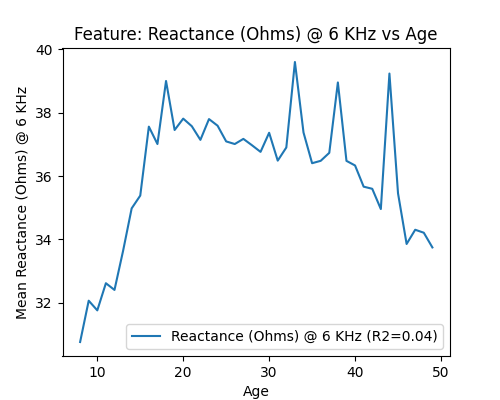 Feature: Reactance (Ohms) @ 6 KHz vs Age
Mean Reactance (Ohms) @ 6 KHz
40
38
36
34
32
Reactance (Ohms) @ 6 KHz (R2=0.04)
10 20 30 40 50
Age